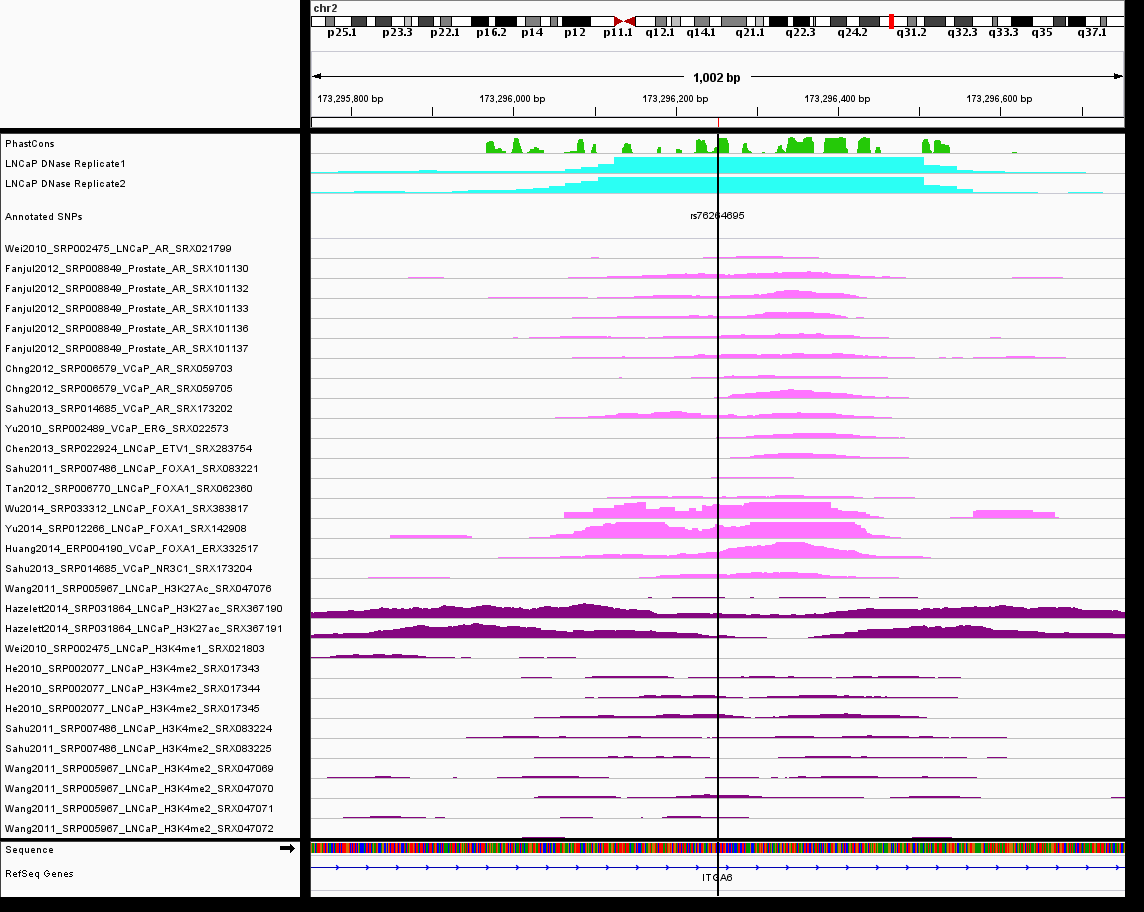 chr2
p25.1 p23.3 p22.1 p16.2 p14 p12 p11.1 q12.1 q14.1 q21.1 q22.3 q24.2 q31.2 q32.3 q33.3 q35 q37.1
1,002 bp
173,295,800 bp 173,296,000 bp 173,296,200 bp 173,296,400 bp 173,296,600 bp
PhastCons
LNCaP DNase Replicate1
LNCaP DNase Replicate2
Annotated SNPs rs76264695
Wei2010_SRP002475_LNCaP_AR_SRX021799
Fanjul2012_SRP008849_Prostate_AR_SRX101130
Fanjul2012_SRP008849_Prostate_AR_SRX101132
Fanjul2012_SRP008849_Prostate_AR_SRX101133
Fanjul2012_SRP008849_Prostate_AR_SRX101136
Fanjul2012_SRP008849_Prostate_AR_SRX101137
Chng2012_SRP006579_VCaP_AR_SRX059703
Chng2012_SRP006579_VCaP_AR_SRX059705
Sahu2013_SRP014685_VCaP_AR_SRX173202
Yu2010_SRP002489_VCaP_ERG_SRX022573
Chen2013_SRP022924_LNCaP_ETV1_SRX283754
Sahu2011_SRP007486_LNCaP_FOXA1_SRX083221
Tan2012_SRP006770_LNCaP_FOXA1_SRX062360
Wu2014_SRP033312_LNCaP_FOXA1_SRX383817
Yu2014_SRP012266_LNCaP_FOXA1_SRX142908
Huang2014_ERP004190_VCaP_FOXA1_ERX332517
Sahu2013_SRP014685_VCaP_NR3C1_SRX173204
Wang2011_SRP005967_LNCaP_H3K27Ac_SRX047076
Hazelett2014_SRP031864_LNCaP_H3K27ac_SRX367190
Hazelett2014_SRP031864_LNCaP_H3K27ac_SRX367191
Wei2010_SRP002475_LNCaP_H3K4me1_SRX021803
He2010_SRP002077_LNCaP_H3K4me2_SRX017343
He2010_SRP002077_LNCaP_H3K4me2_SRX017344
He2010_SRP002077_LNCaP_H3K4me2_SRX017345
Sahu2011_SRP007486_LNCaP_H3K4me2_SRX083224
Sahu2011_SRP007486_LNCaP_H3K4me2_SRX083225
Wang2011_SRP005967_LNCaP_H3K4me2_SRX047069
Wang2011_SRP005967_LNCaP_H3K4me2_SRX047070
Wang2011_SRP005967_LNCaP_H3K4me2_SRX047071
Wang2011_SRP005967_LNCaP_H3K4me2_SRX047072
Sequence
RefSeq Genes ITGA6